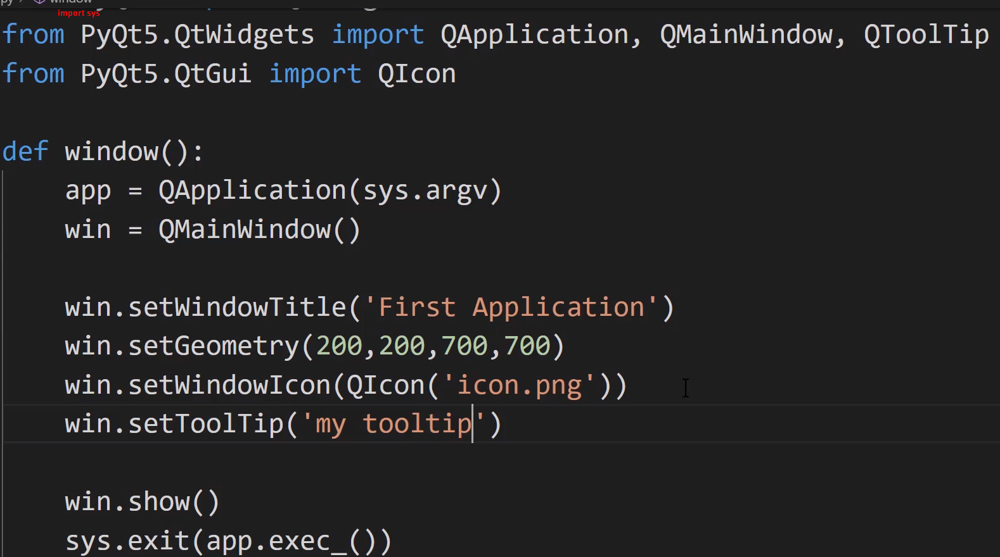 py > window
import sys
from PyQt5.QtWidgets import QApplication, QMainWindow, QToolTip
from PyQt5.QtGui import QIcon
def window():
app = QApplication(sys.argv)
win = QMainWindow()
win.setWindowTitle('First Application')
win.setGeometry(200,200,700,700)
win.setWindowIcon(QIcon('icon.png'))
win.setToolTip('my tooltip')
win.show()
sys.exit(app.exec_())